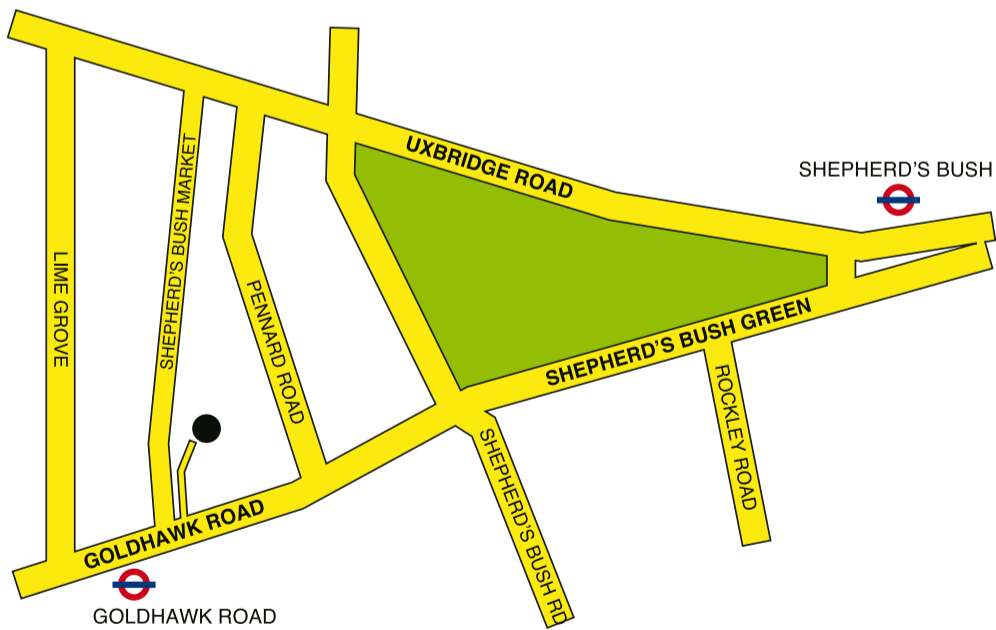 SHEPHERD'S BUSH
UXBRIDGE ROAD
SHEPHERD'S BUSH MARKET
LIME GROVE
PENNARD ROAD
SHEPHERD'S BUSH GREEN
ROCKLEY ROAD
SHEPHERD'S BUSH RD
GOLDHAWK ROAD
GOLDHAWK ROAD